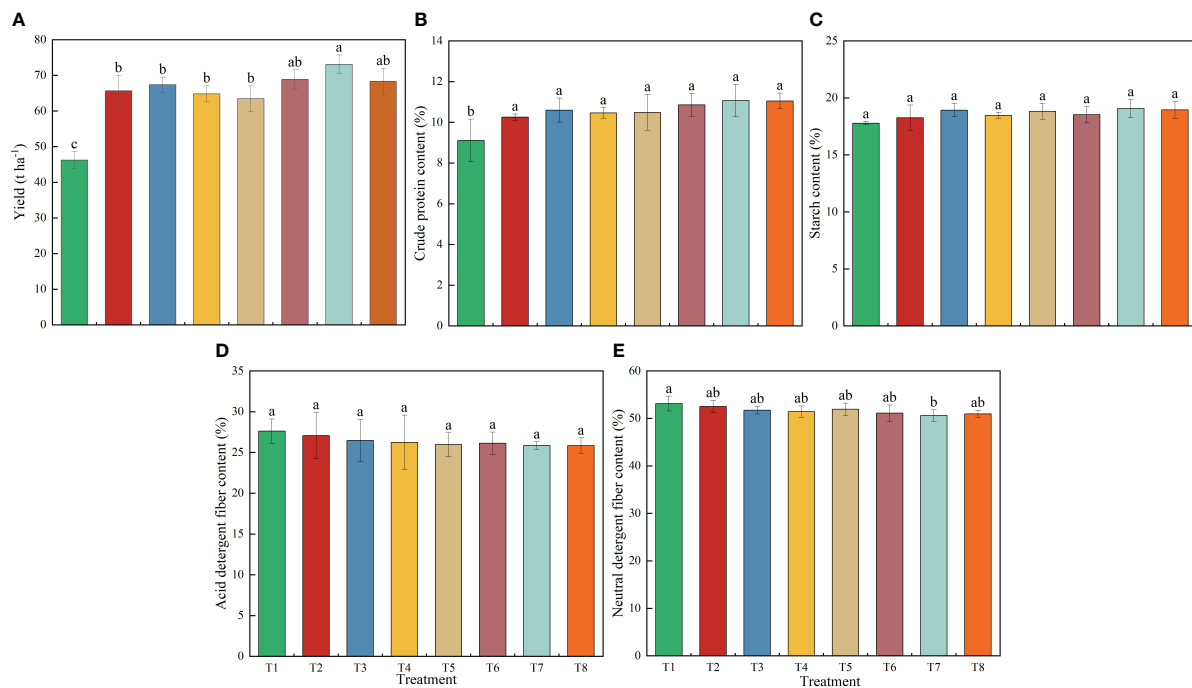 A
Yield (t ha⁻¹)
80
70
60
50
40
30
20
10
0
c
b
b
b
b
ab
a
ab
B
Crude protein content (%)
14
12
10
8
6
4
2
0
b
a
a
a
a
a
a
a
C
Starch content (%)
25
20
15
10
5
0
a
a
a
a
a
a
a
a
D
Acid detergent fiber content (%)
35
30
25
20
15
10
5
0
a
a
a
a
a
a
a
a
T1 T2 T3 T4 T5 T6 T7 T8
Treatment
E
Neutral detergent fiber content (%)
60
50
40
30
20
10
0
a
ab
ab
ab
ab
ab
b
ab
T1 T2 T3 T4 T5 T6 T7 T8
Treatment